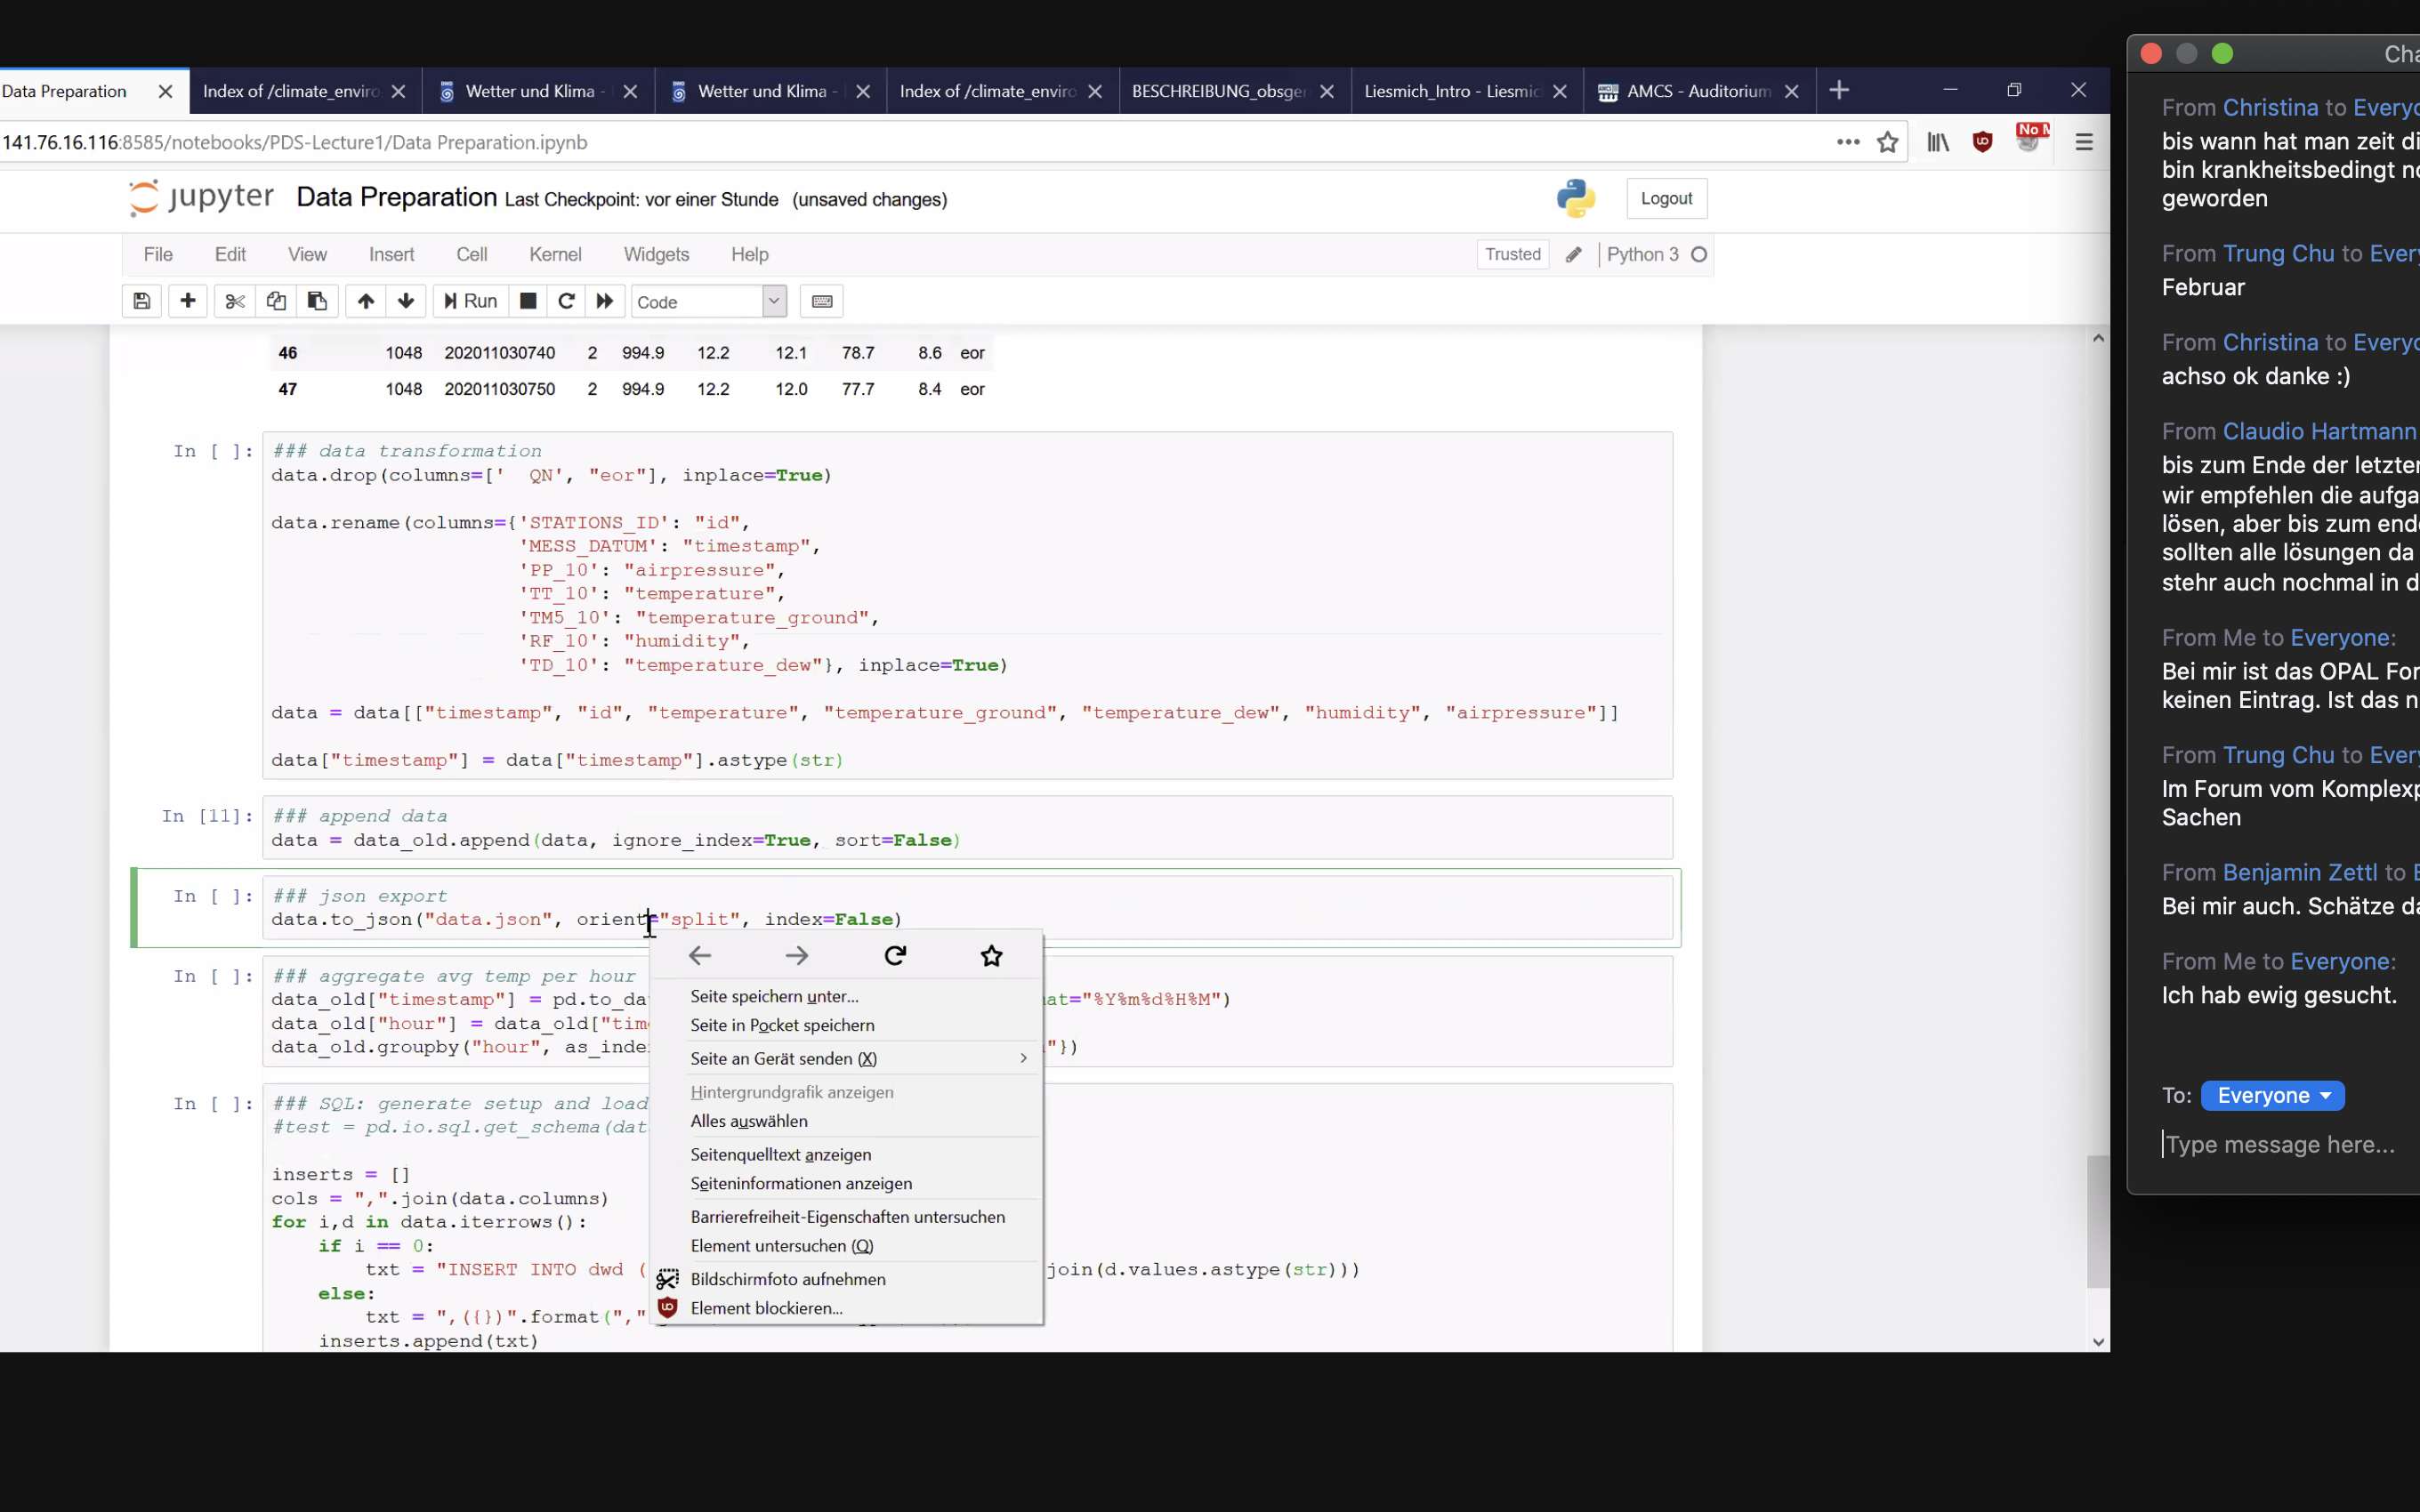 Data Preparation
Index of /climate_enviro
Wetter und Klima -
Wetter und Klima -
Index of /climate_enviro
BESCHREIBUNG_obsger
Liesmich_Intro - Liesmic
AMCS - Auditorium
141.76.16.116:8585/notebooks/PDS-Lecture1/Data Preparation.ipynb
jupyter Data Preparation Last Checkpoint: vor einer Stunde (unsaved changes)
Logout
File Edit View Insert Cell Kernel Widgets Help
Trusted Python 3
Run Code
46 1048 202011030740 2 994.9 12.2 12.1 78.7 8.6 eor
47 1048 202011030750 2 994.9 12.2 12.0 77.7 8.4 eor
In [ ]: ### data transformation
data.drop(columns=['  QN', "eor"], inplace=True)
data.rename(columns={'STATIONS_ID': "id",
'MESS_DATUM': "timestamp",
'PP_10': "airpressure",
'TT_10': "temperature",
'TM5_10': "temperature_ground",
'RF_10': "humidity",
'TD_10': "temperature_dew"}, inplace=True)
data = data[["timestamp", "id", "temperature", "temperature_ground", "temperature_dew", "humidity", "airpressure"]]
data["timestamp"] = data["timestamp"].astype(str)
In [11]: ### append data
data = data_old.append(data, ignore_index=True, sort=False)
In [ ]: ### json export
data.to_json("data.json", orient="split", index=False)
In [ ]: ### aggregate avg temp per hour
data_old["timestamp"] = pd.to_da at="%Y%m%d%H%M")
data_old["hour"] = data_old["tim
data_old.groupby("hour", as_inde "})
In [ ]: ### SQL: generate setup and load
#test = pd.io.sql.get_schema(dat
inserts = []
cols = ",".join(data.columns)
for i,d in data.iterrows():
if i == 0:
txt = "INSERT INTO dwd ( join(d.values.astype(str)))
else:
txt = ",({})".format(","
inserts.append(txt)
Seite speichern unter...
Seite in Pocket speichern
Seite an Gerät senden (X)
Hintergrundgrafik anzeigen
Alles auswählen
Seitenquelltext anzeigen
Seiteninformationen anzeigen
Barrierefreiheit-Eigenschaften untersuchen
Element untersuchen (Q)
Bildschirmfoto aufnehmen
Element blockieren...
Cha
From Christina to Everyo
bis wann hat man zeit di
bin krankheitsbedingt no
geworden
From Trung Chu to Every
Februar
From Christina to Everyo
achso ok danke :)
From Claudio Hartmann
bis zum Ende der letzten
wir empfehlen die aufga
lösen, aber bis zum ende
sollten alle lösungen da
stehr auch nochmal in d
From Me to Everyone:
Bei mir ist das OPAL For
keinen Eintrag. Ist das n
From Trung Chu to Every
Im Forum vom Komplexp
Sachen
From Benjamin Zettl to E
Bei mir auch. Schätze da
From Me to Everyone:
Ich hab ewig gesucht.
To: Everyone
Type message here...